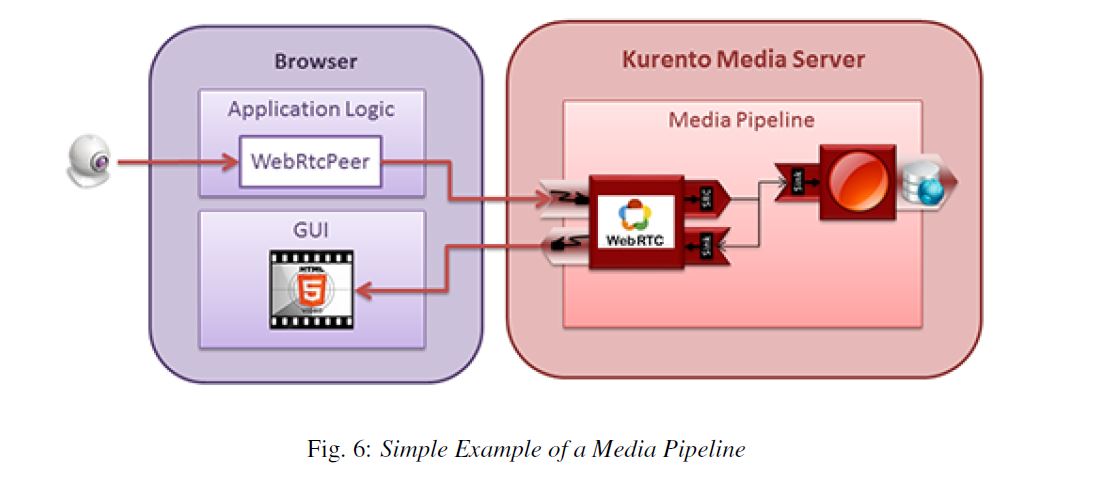 Browser
Application Logic
WebRtcPeer
GUI
HTML
5
VIDEO
Kurento Media Server
Media Pipeline
WebRTC
SRC
Sink
Sink
Fig. 6: Simple Example of a Media Pipeline